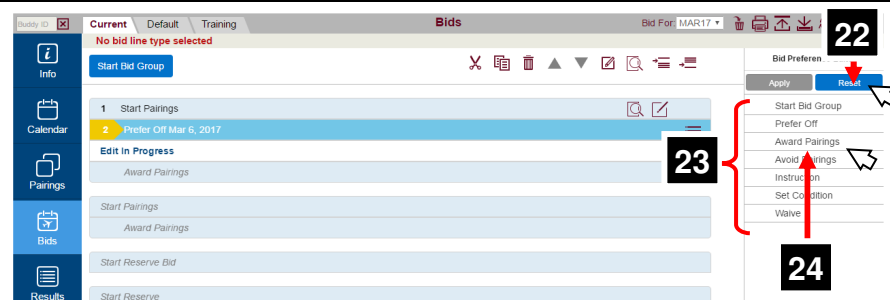 Buddy ID
Current Default Training
Bids
Bid For: MAR17
22
No bid line type selected
Info
Start Bid Group
Bid Preferen
Apply Reset
Calendar
1 Start Pairings
2 Prefer Off Mar 6, 2017
Edit In Progress
Award Pairings
Pairings
Start Pairings
Award Pairings
Bids
Start Reserve Bid
Results
Start Reserve
23
Start Bid Group
Prefer Off
Award Pairings
Avoid Pairings
Instruction
Set Condition
Waive
24